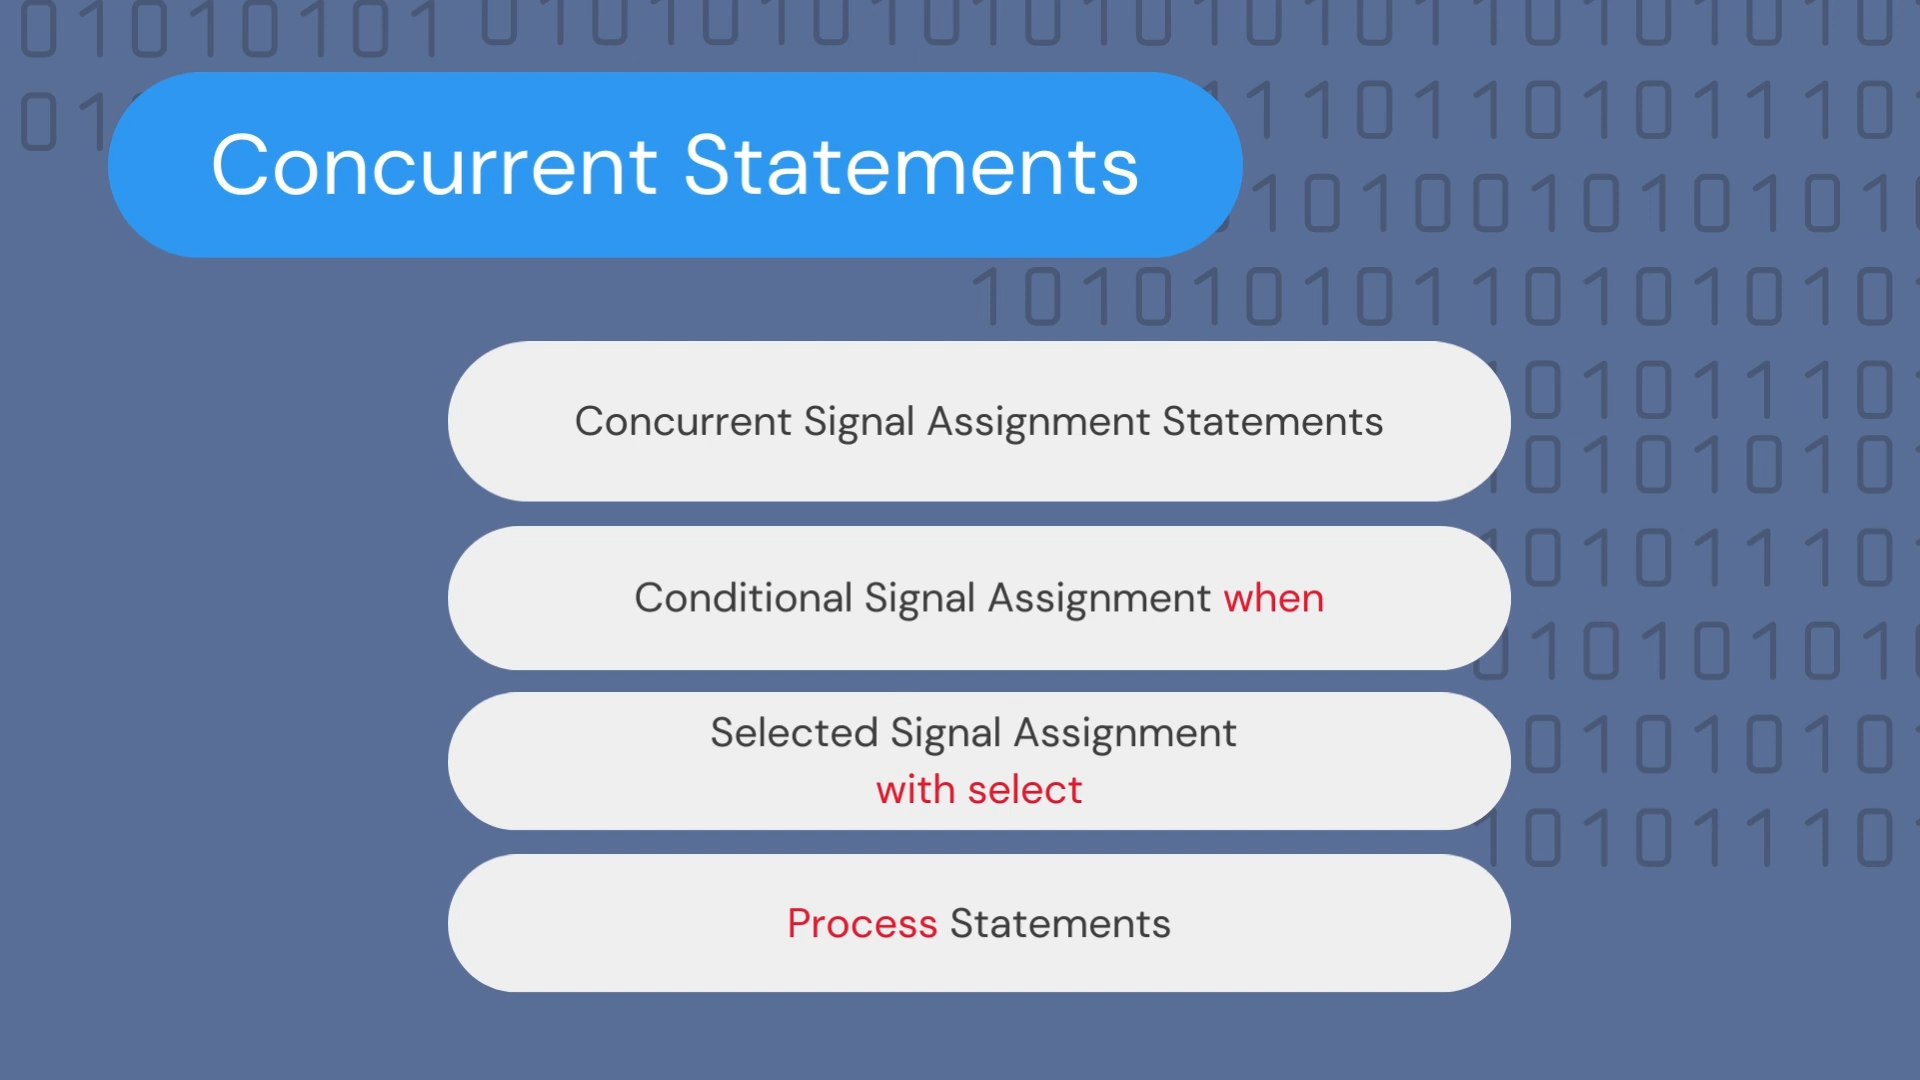 Concurrent Statements
Concurrent Signal Assignment Statements
Conditional Signal Assignment when
Selected Signal Assignment
with select
Process Statements